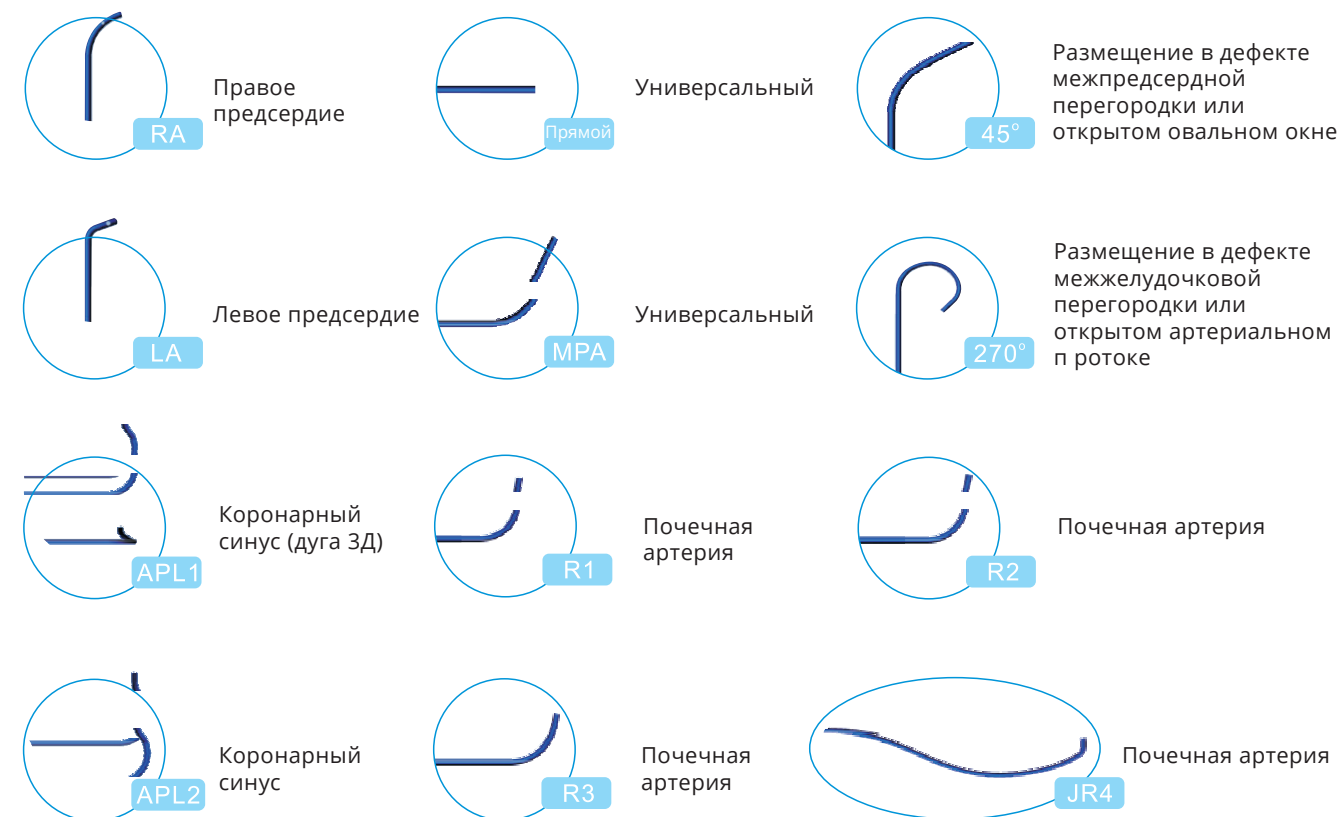 RA
Правое
предсердие
Прямой
Универсальный
45°
Размещение в дефекте
межпредсердной
перегородки или
открытом овальном окне
LA
Левое предсердие
MPA
Универсальный
270°
Размещение в дефекте
межжелудочковой
перегородки или
открытом артериальном
п ротоке
APL1
Коронарный
синус (дуга 3Д)
R1
Почечная
артерия
R2
Почечная артерия
APL2
Коронарный
синус
R3
Почечная
артерия
JR4
Почечная артерия